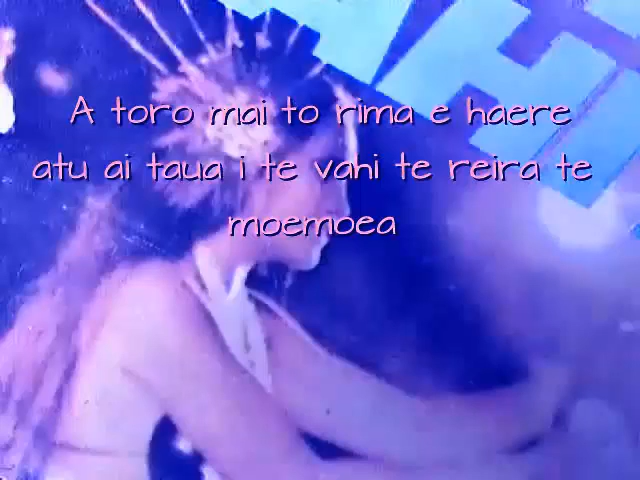 A toro mai to rima e haere
atu ai taua i te vahi te reira te
moemoea